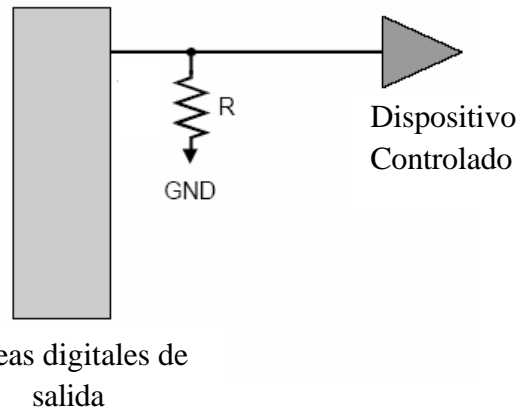 R
Dispositivo
Controlado
GND
eas digitales de
salida